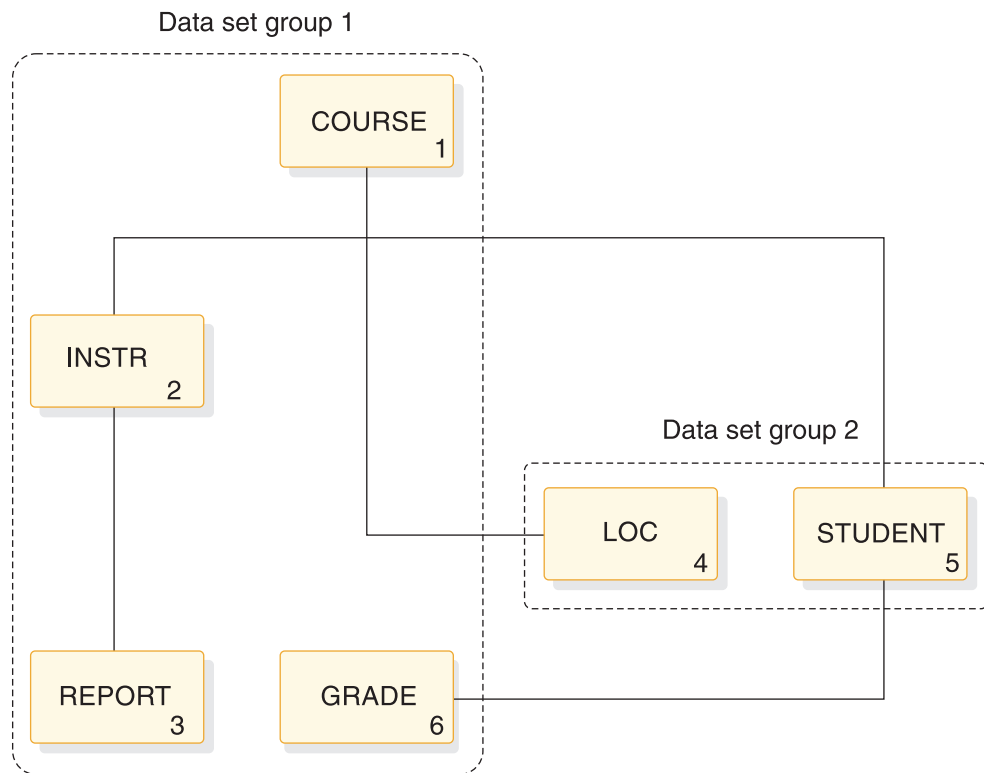 Data set group 1
COURSE
1
INSTR
2
Data set group 2
LOC
4
STUDENT
5
REPORT
3
GRADE
6